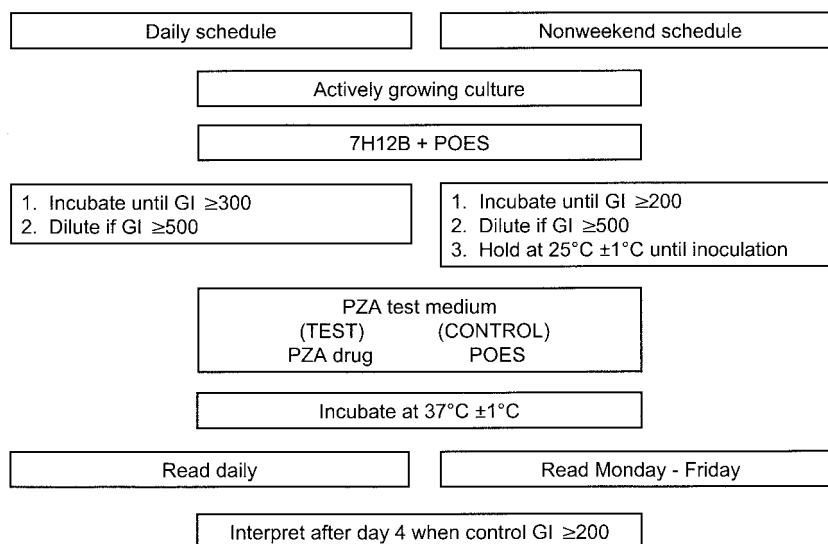 Daily schedule
Nonweekend schedule
Actively growing culture
7H12B + POES
1. Incubate until GI ≥300
2. Dilute if GI ≥500
1. Incubate until GI ≥200
2. Dilute if GI ≥500
3. Hold at 25°C ±1°C until inoculation
PZA test medium
(TEST) (CONTROL)
PZA drug POES
Incubate at 37°C ±1°C
Read daily
Read Monday - Friday
Interpret after day 4 when control GI ≥200